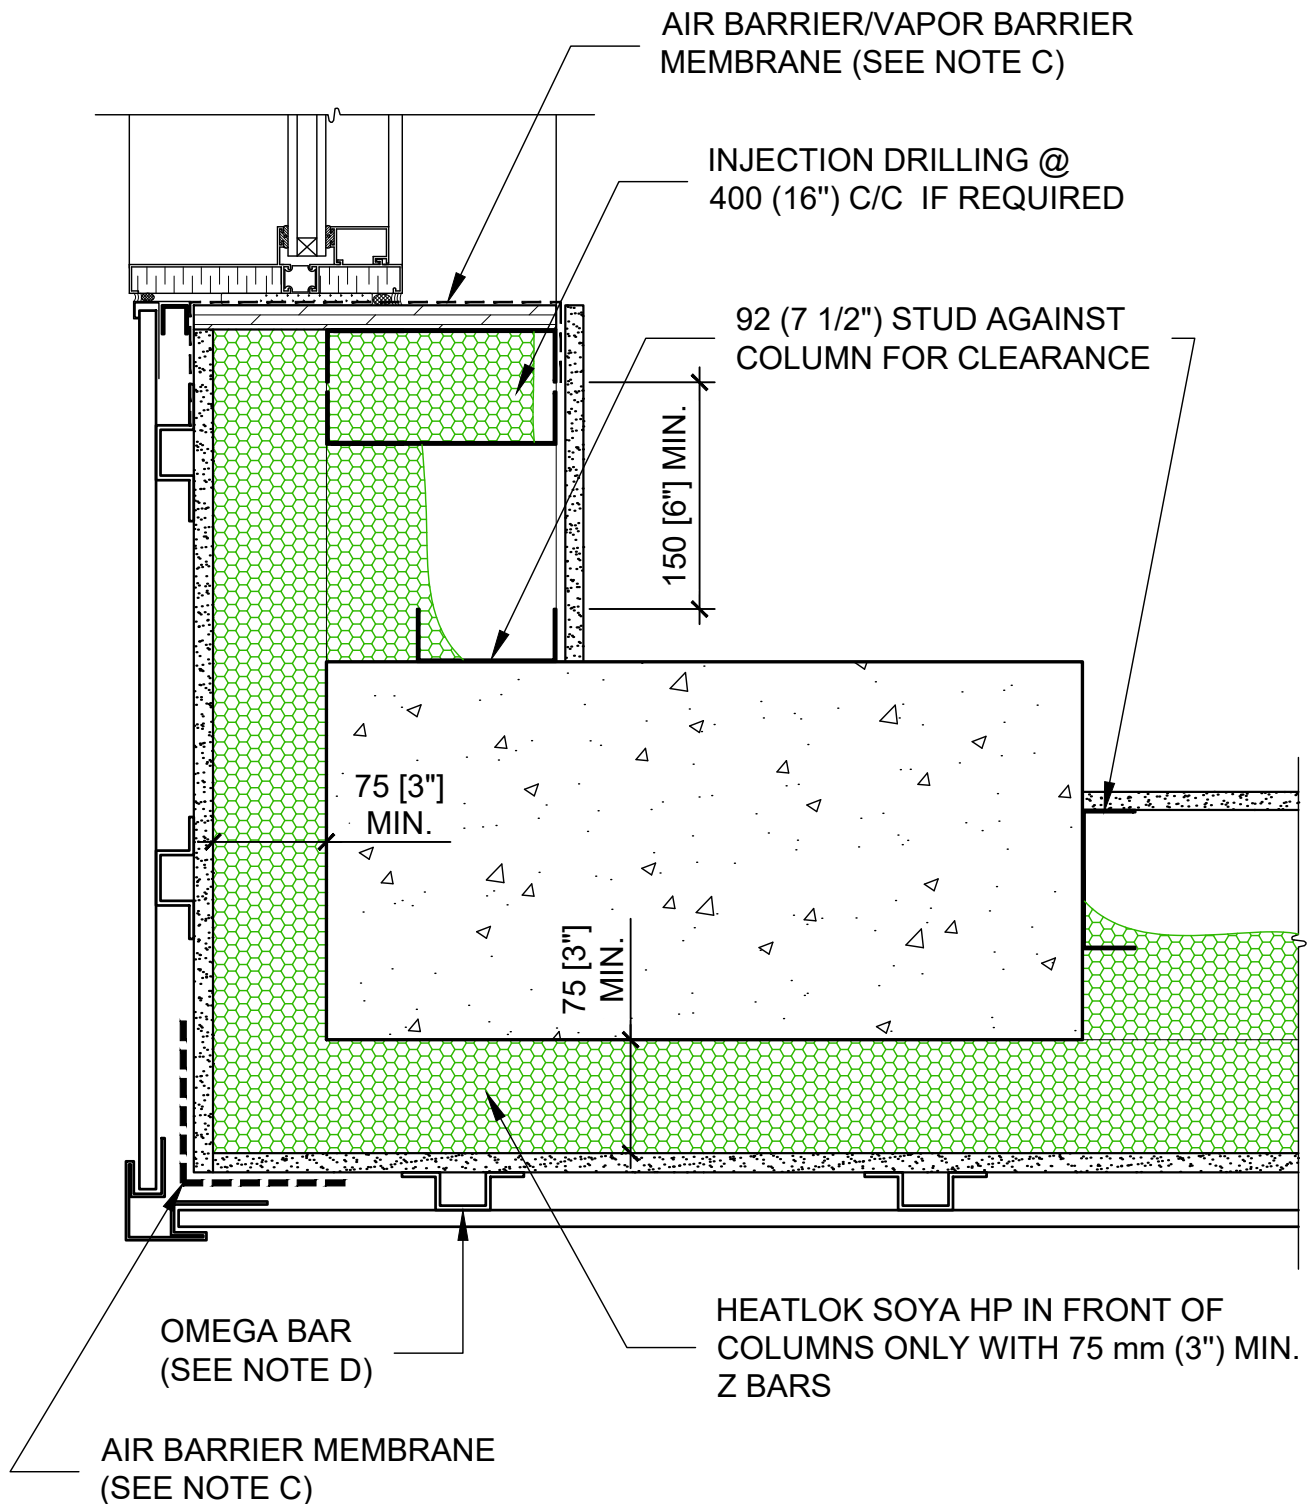 AIR BARRIER/VAPOR BARRIER
MEMBRANE (SEE NOTE C)
INJECTION DRILLING @
400 (16") C/C IF REQUIRED
92 (7 1/2") STUD AGAINST
COLUMN FOR CLEARANCE
150 [6"] MIN.
75 [3"]
MIN.
75 [3"]
MIN.
OMEGA BAR
(SEE NOTE D)
HEATLOK SOYA HP IN FRONT OF
COLUMNS ONLY WITH 75 mm (3") MIN.
Z BARS
AIR BARRIER MEMBRANE
(SEE NOTE C)